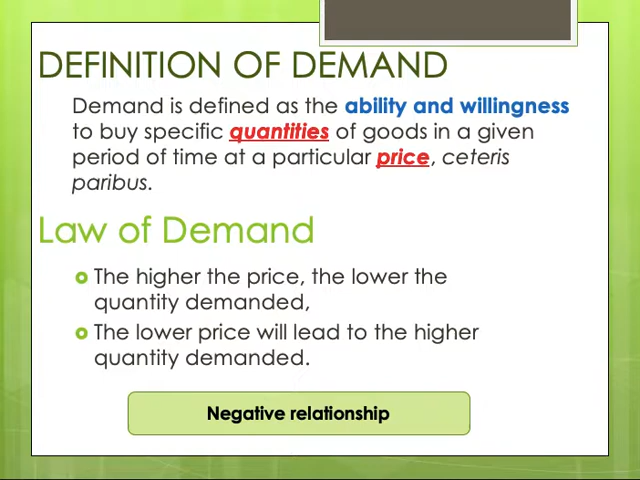 DEFINITION OF DEMAND
Demand is defined as the ability and willingness
to buy specific quantities of goods in a given
period of time at a particular price, ceteris
paribus.
Law of Demand
The higher the price, the lower the
quantity demanded,
The lower price will lead to the higher
quantity demanded.
Negative relationship